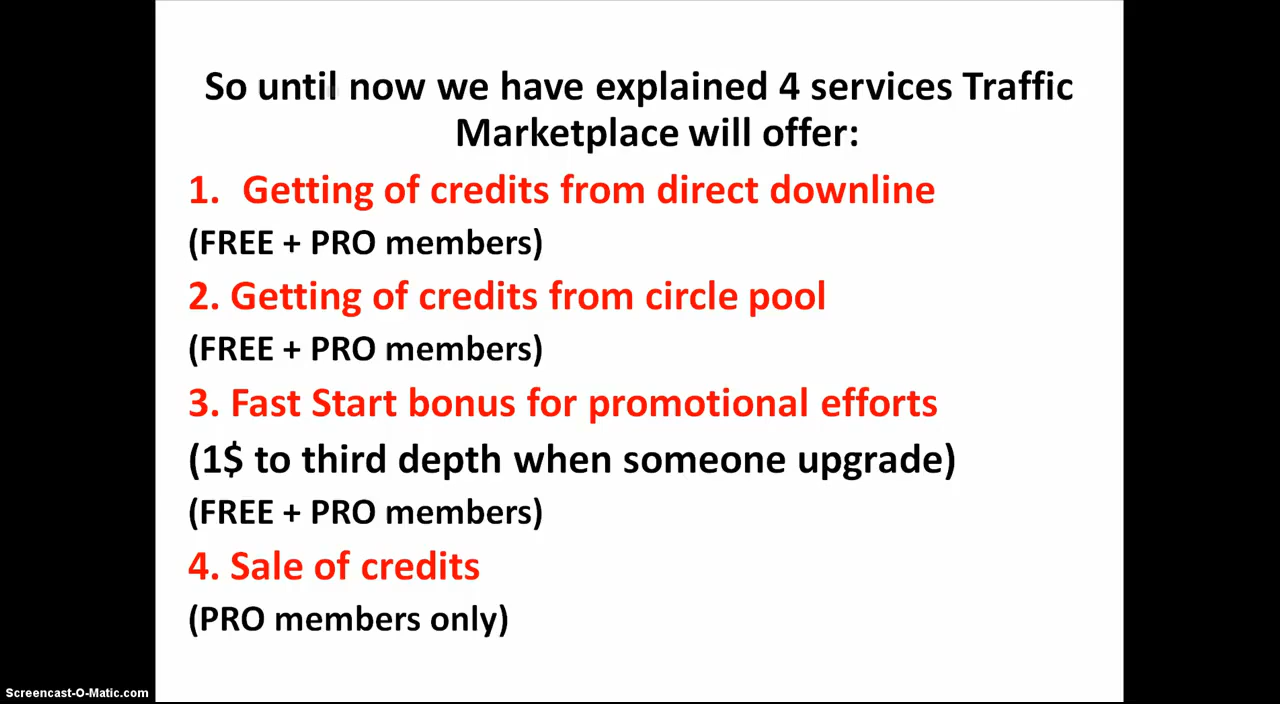 So until now we have explained 4 services Traffic
Marketplace will offer:
1. Getting of credits from direct downline
(FREE + PRO members)
2. Getting of credits from circle pool
(FREE + PRO members)
3. Fast Start bonus for promotional efforts
(1$ to third depth when someone upgrade)
(FREE + PRO members)
4. Sale of credits
(PRO members only)
Screencast-O-Matic.com